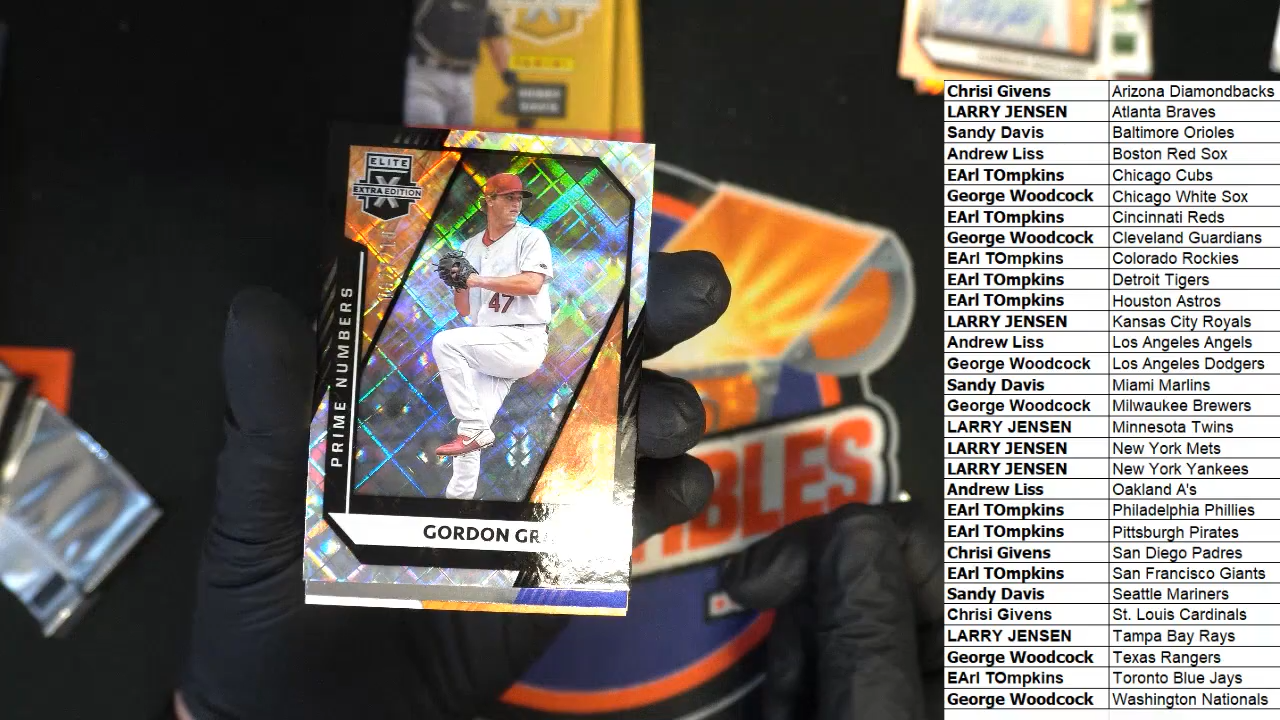 PANINI
ELITE
EXTRA EDITION
X
PRIME NUMBERS
47
GORDON
BLES
Chrisi Givens Arizona Diamondbacks
LARRY JENSEN Atlanta Braves
Sandy Davis Baltimore Orioles
Andrew Liss Boston Red Sox
EArl TOmpkins Chicago Cubs
George Woodcock Chicago White Sox
EArl TOmpkins Cincinnati Reds
George Woodcock Cleveland Guardians
EArl TOmpkins Colorado Rockies
EArl TOmpkins Detroit Tigers
EArl TOmpkins Houston Astros
LARRY JENSEN Kansas City Royals
Andrew Liss Los Angeles Angels
George Woodcock Los Angeles Dodgers
Sandy Davis Miami Marlins
George Woodcock Milwaukee Brewers
LARRY JENSEN Minnesota Twins
LARRY JENSEN New York Mets
LARRY JENSEN New York Yankees
Andrew Liss Oakland A's
EArl TOmpkins Philadelphia Phillies
EArl TOmpkins Pittsburgh Pirates
Chrisi Givens San Diego Padres
EArl TOmpkins San Francisco Giants
Sandy Davis Seattle Mariners
Chrisi Givens St. Louis Cardinals
LARRY JENSEN Tampa Bay Rays
George Woodcock Texas Rangers
EArl TOmpkins Toronto Blue Jays
George Woodcock Washington Nationals